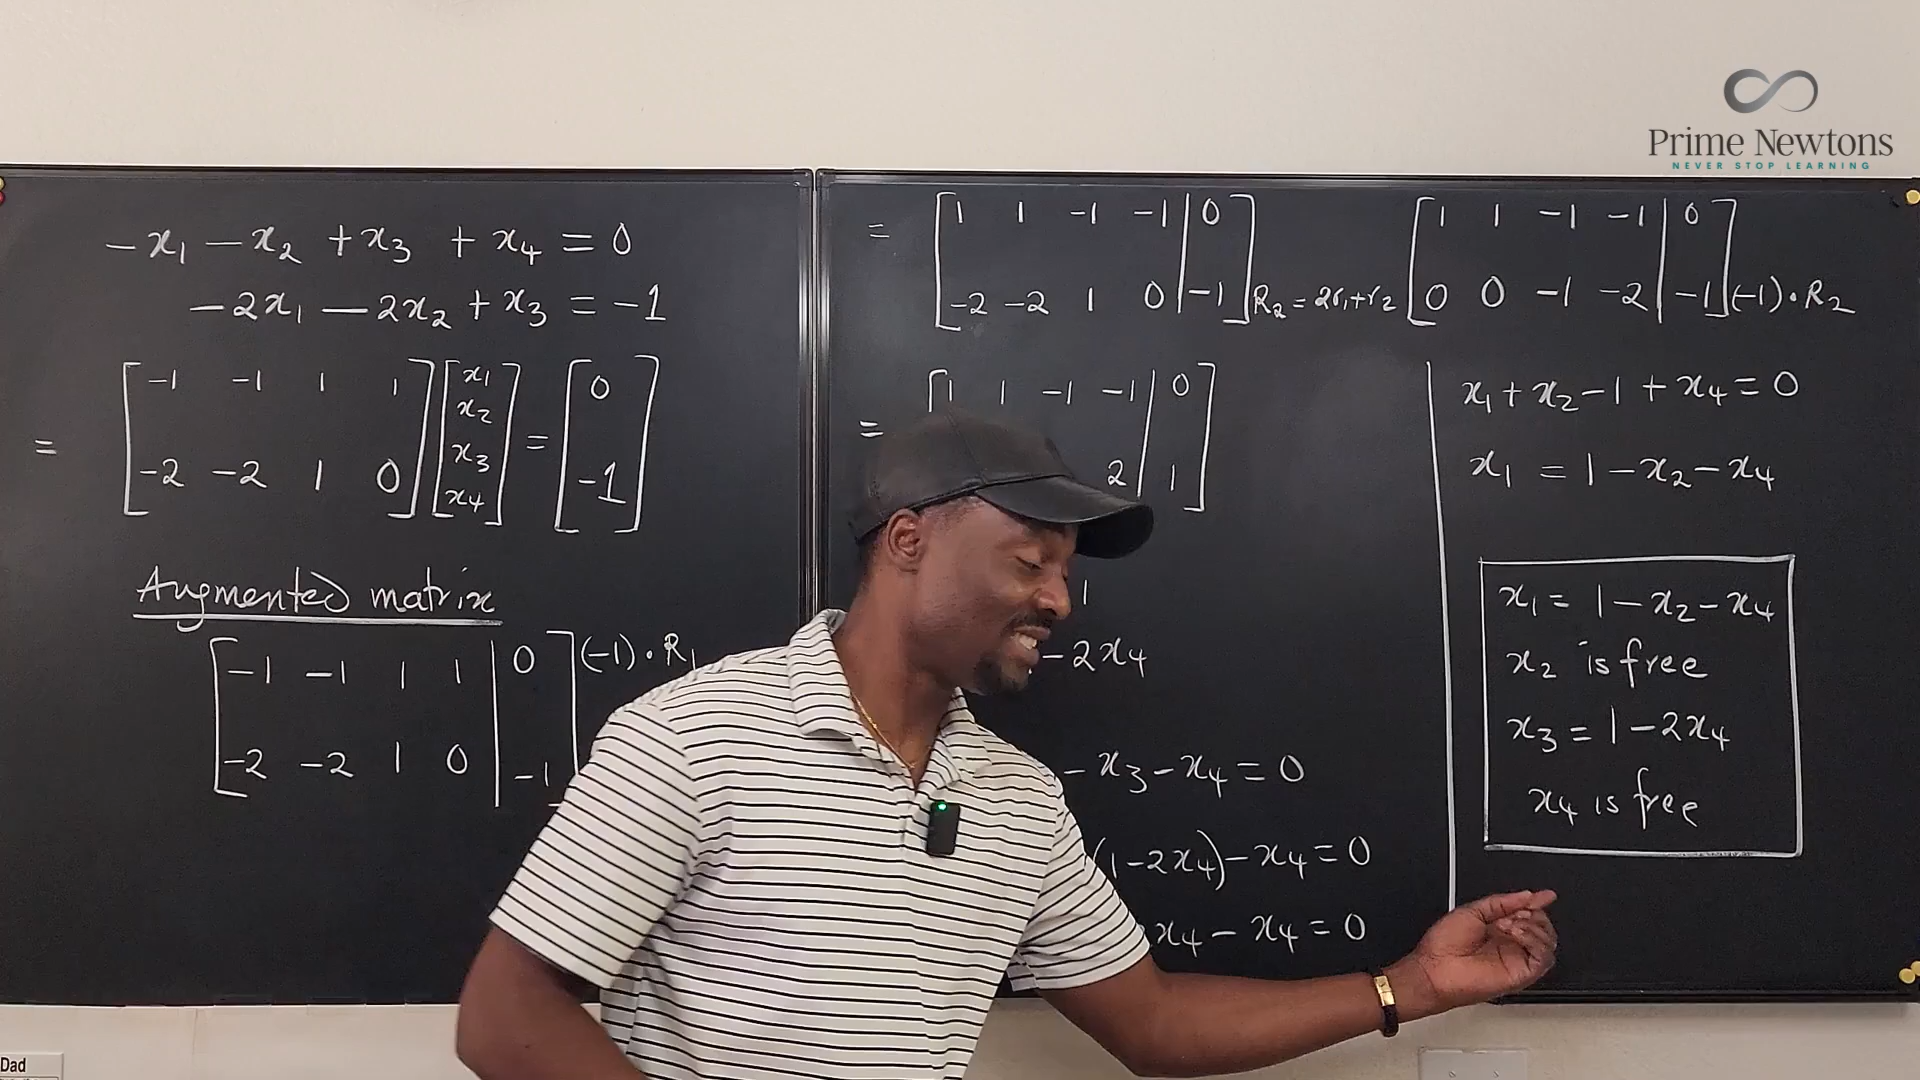 Prime Newtons
NEVER STOP LEARNING
-x₁ - x₂ + x₃ + x₄ = 0
-2x₁ - 2x₂ + x₃ = -1
= [-1 -1 1 1] [x₁] = [0]
[x₂]
[x₃]
[-2 -2 1 0] [x₄] [-1]
Augmented matrix
[-1 -1 1 1 | 0] (-1)·R₁
[-2 -2 1 0 | -1
= [1 1 -1 -1 | 0]
[-2 -2 1 0 | -1] R₂ = 2r₁+r₂
[1 1 -1 -1 | 0]
[0 0 -1 -2 | -1] (-1)·R₂
= [1 1 -1 -1 | 0]
2 | 1]
1
-2x₄
- x₃ - x₄ = 0
(1-2x₄) - x₄ = 0
x₄ - x₄ = 0
x₁ + x₂ - 1 + x₄ = 0
x₁ = 1 - x₂ - x₄
x₁ = 1 - x₂ - x₄
x₂ is free
x₃ = 1 - 2x₄
x₄ is free
Dad